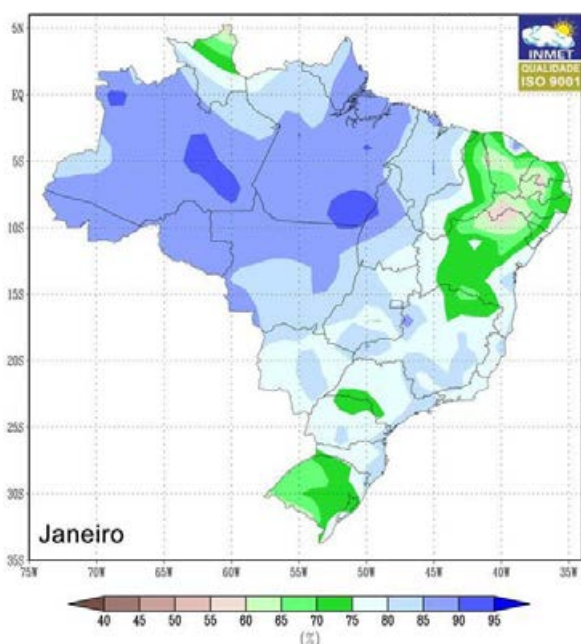 5N
EQ
5S
10S
15S
20S
25S
30S
35S
INMET
QUALIDADE
ISO 9001
Janeiro
75W 70W 65W 60W 55W 50W 45W 40W 35W
40 45 50 55 60 65 70 75 80 85 90 95
(%)